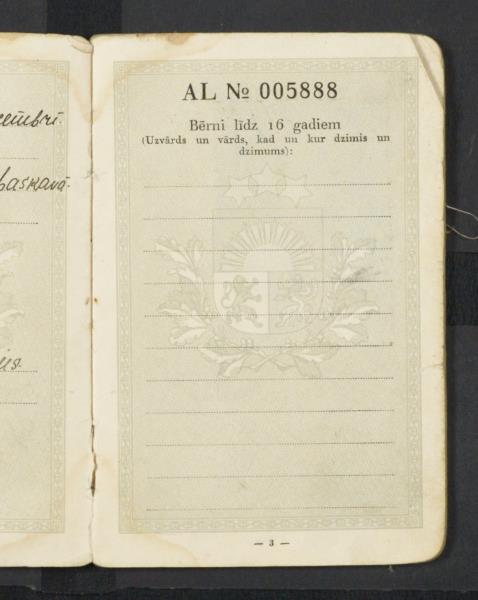 AL № 005888
Bērni līdz 16 gadiem
(Uzvārds un vārds, kad un kur dzimis un
dzimums):
— 3 —